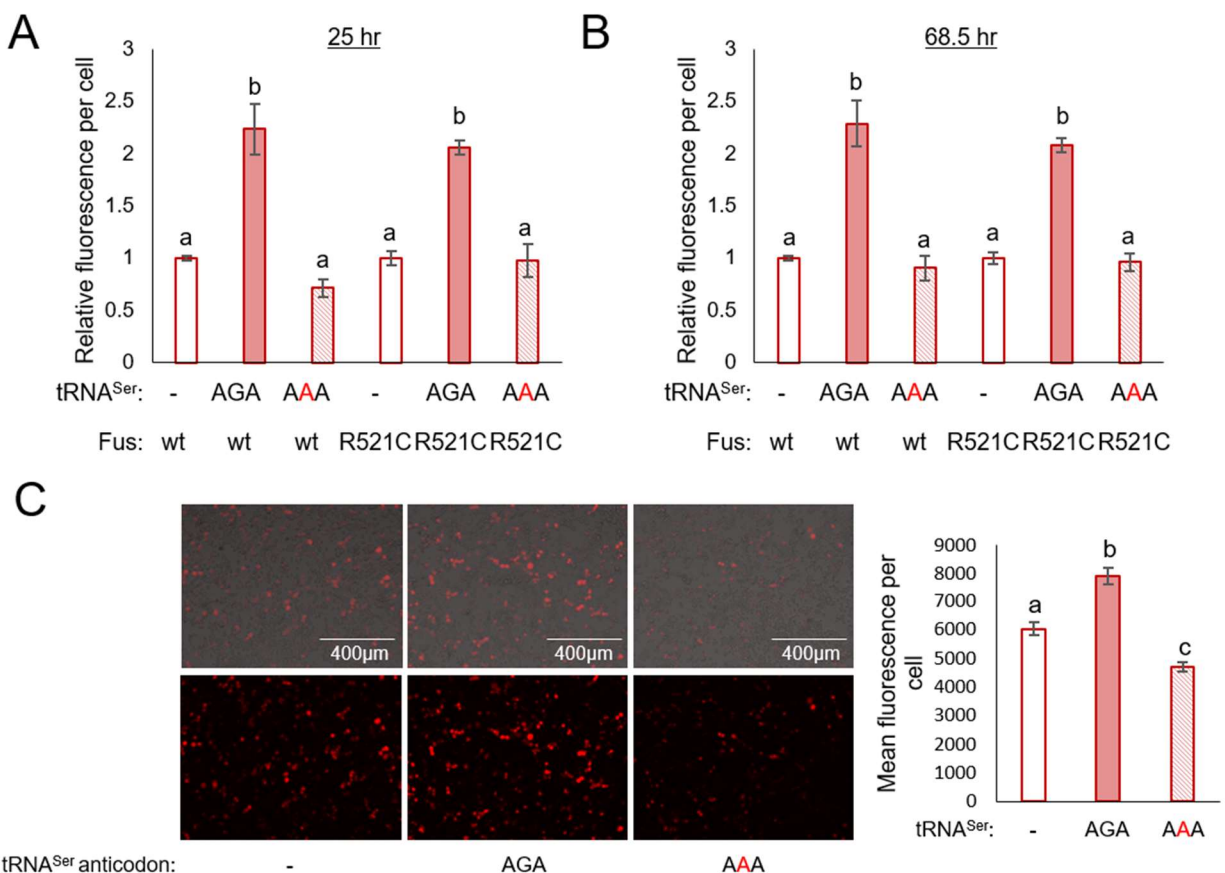 A
25 hr
Relative fluorescence per cell
3
2.5
2
1.5
1
0.5
0
a
b
a
a
b
a
tRNASer: - AGA AAA - AGA AAA
Fus: wt wt wt R521C R521C R521C
B
68.5 hr
Relative fluorescence per cell
3
2.5
2
1.5
1
0.5
0
a
b
a
a
b
a
tRNASer: - AGA AAA - AGA AAA
Fus: wt wt wt R521C R521C R521C
C
400µm
400µm
400µm
tRNASer anticodon: - AGA AAA
Mean fluorescence per
cell
9000
8000
7000
6000
5000
4000
3000
2000
1000
0
a
b
c
tRNASer: - AGA AAA